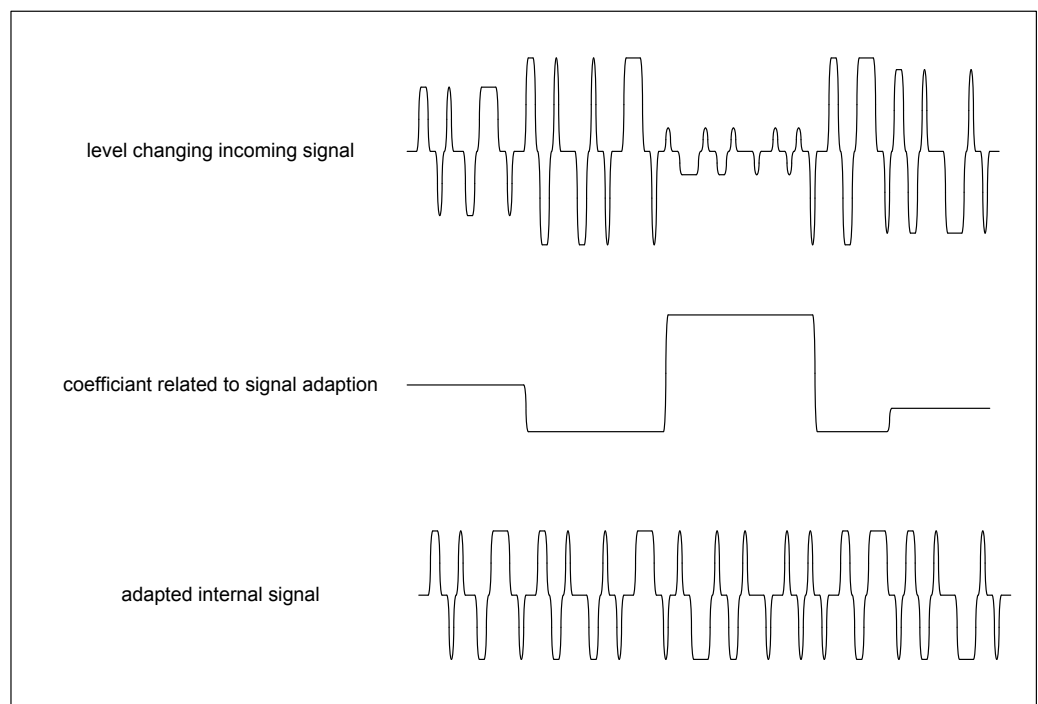 level changing incoming signal
coefficiant related to signal adaption
adapted internal signal